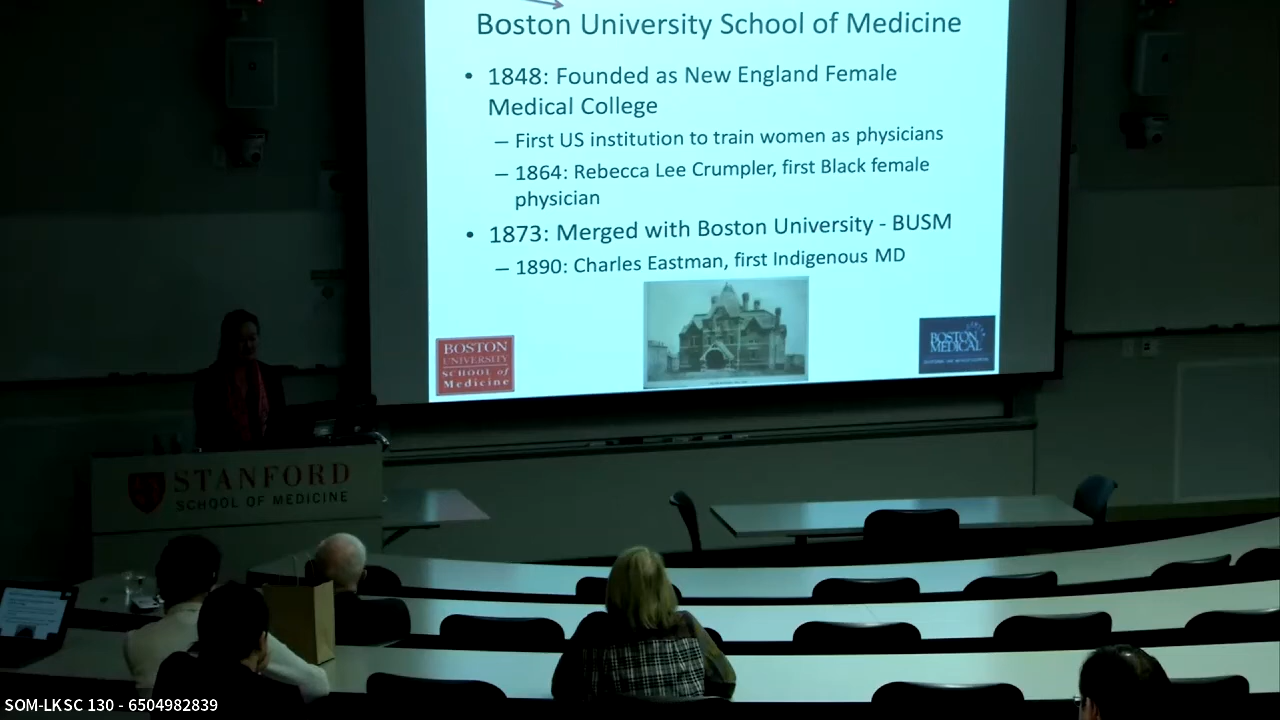 Boston University School of Medicine
• 1848: Founded as New England Female
Medical College
– First US institution to train women as physicians
– 1864: Rebecca Lee Crumpler, first Black female
physician
• 1873: Merged with Boston University - BUSM
– 1890: Charles Eastman, first Indigenous MD
BOSTON
UNIVERSITY
SCHOOL of
Medicine
BOSTON
MEDICAL
STANFORD
SCHOOL OF MEDICINE
SOM-LKSC 130 - 6504982839